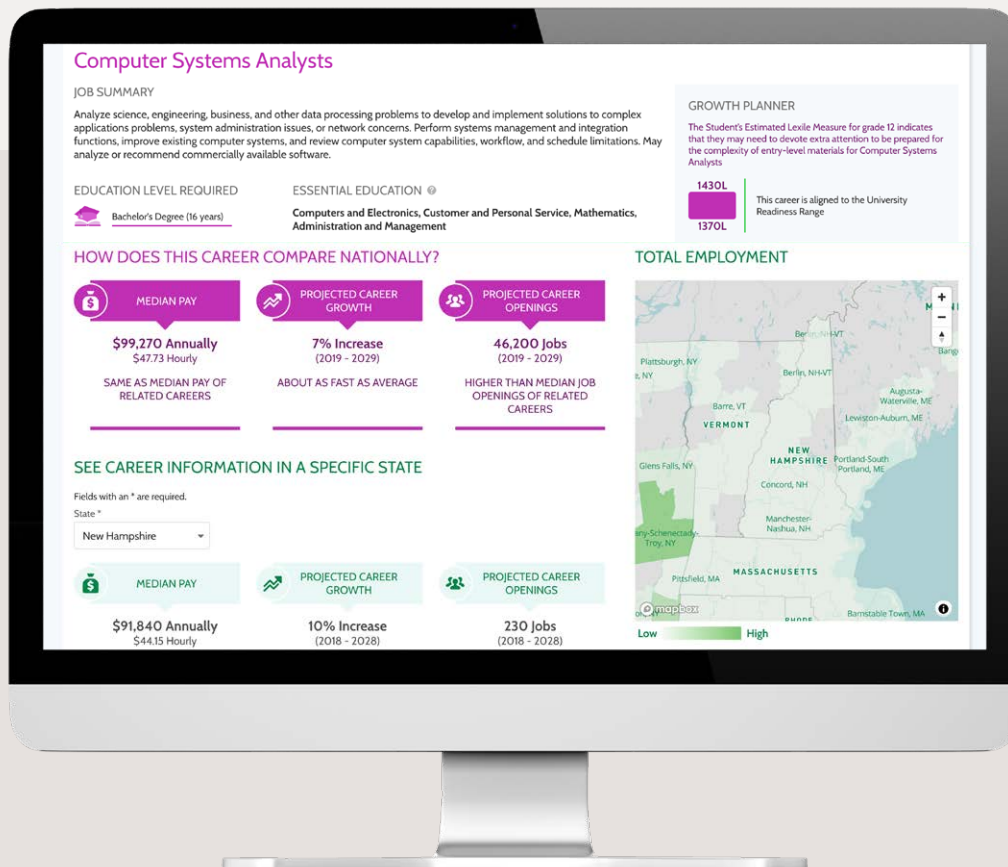 Computer Systems Analysts
JOB SUMMARY
Analyze science, engineering, business, and other data processing problems to develop and implement solutions to complex
applications problems, system administration issues, or network concerns. Perform systems management and integration
functions, improve existing computer systems, and review computer system capabilities, workflow, and schedule limitations. May
analyze or recommend commercially available software.
EDUCATION LEVEL REQUIRED
Bachelor's Degree (16 years)
ESSENTIAL EDUCATION
Computers and Electronics, Customer and Personal Service, Mathematics,
Administration and Management
GROWTH PLANNER
The Student's Estimated Lexile Measure for grade 12 indicates
that they may need to devote extra attention to be prepared for
the complexity of entry-level materials for Computer Systems
Analysts
1430L
1370L
This career is aligned to the University
Readiness Range
HOW DOES THIS CAREER COMPARE NATIONALLY?
MEDIAN PAY
$99,270 Annually
$47.73 Hourly
SAME AS MEDIAN PAY OF
RELATED CAREERS
PROJECTED CAREER
GROWTH
7% Increase
(2019 - 2029)
ABOUT AS FAST AS AVERAGE
PROJECTED CAREER
OPENINGS
46,200 Jobs
(2019 - 2029)
HIGHER THAN MEDIAN JOB
OPENINGS OF RELATED
CAREERS
SEE CAREER INFORMATION IN A SPECIFIC STATE
Fields with an * are required.
State *
New Hampshire
MEDIAN PAY
$91,840 Annually
$44.15 Hourly
PROJECTED CAREER
GROWTH
10% Increase
(2018 - 2028)
PROJECTED CAREER
OPENINGS
230 Jobs
(2018 - 2028)
TOTAL EMPLOYMENT
Plattsburgh, NY
NY
Berlin, NH-VT
Augusta-
Waterville, ME
Barre, VT
Lewiston-Auburn, ME
VERMONT
NEW
HAMPSHIRE
Portland-South
Portland, ME
Glens Falls, NY
Concord, NH
Manchester-
Nashua, NH
any-Schenectady-
Troy, NY
MASSACHUSETTS
Pittsfield, MA
mapbox
Barnstable Town, MA
Low
High